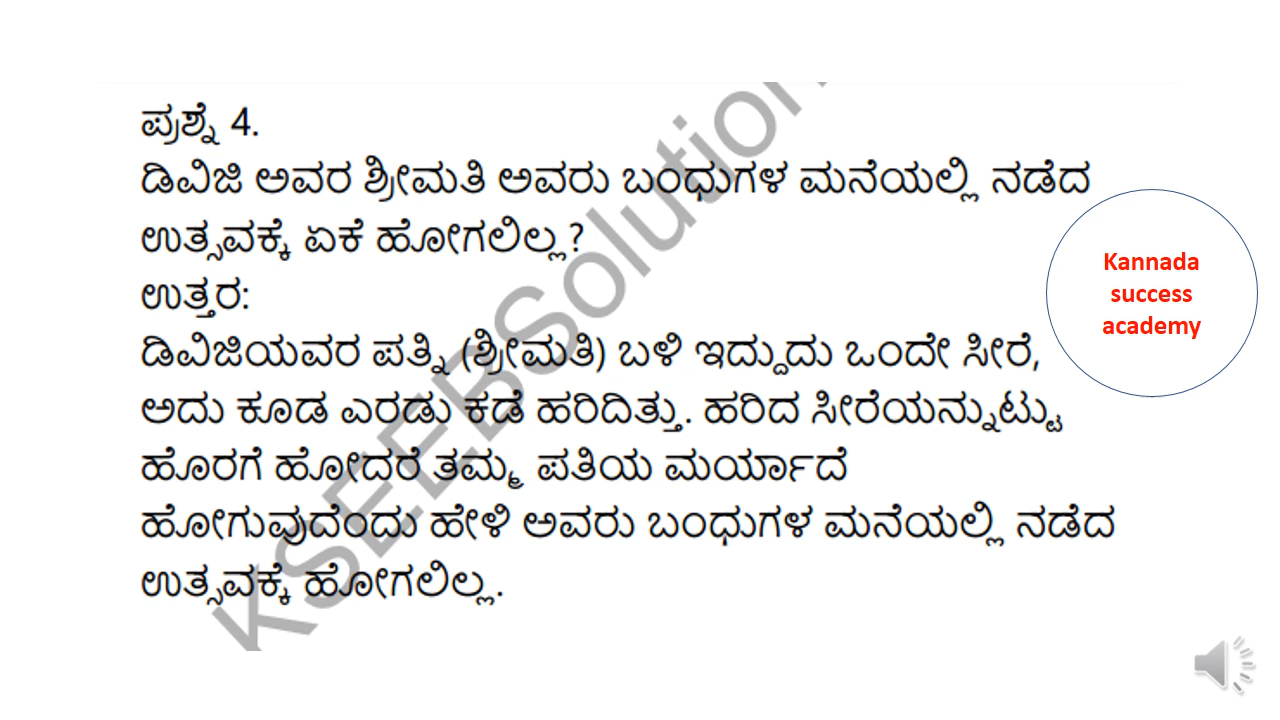 ಪ್ರಶ್ನೆ 4.
ಡಿವಿಜಿ ಅವರ ಶ್ರೀಮತಿ ಅವರು ಬಂಧುಗಳ ಮನೆಯಲ್ಲಿ ನಡೆದ
ಉತ್ಸವಕ್ಕೆ ಏಕೆ ಹೋಗಲಿಲ್ಲ?
ಉತ್ತರ:
ಡಿವಿಜಿಯವರ ಪತ್ನಿ (ಶ್ರೀಮತಿ) ಬಳಿ ಇದ್ದುದು ಒಂದೇ ಸೀರೆ,
ಅದು ಕೂಡ ಎರಡು ಕಡೆ ಹರಿದಿತ್ತು. ಹರಿದ ಸೀರೆಯನ್ನುಟ್ಟು
ಹೊರಗೆ ಹೋದರೆ ತಮ್ಮ ಪತಿಯ ಮರ್ಯಾದೆ
ಹೋಗುವುದೆಂದು ಹೇಳಿ ಅವರು ಬಂಧುಗಳ ಮನೆಯಲ್ಲಿ ನಡೆದ
ಉತ್ಸವಕ್ಕೆ ಹೋಗಲಿಲ್ಲ.
Kannada
success
academy
KSEEBSolution